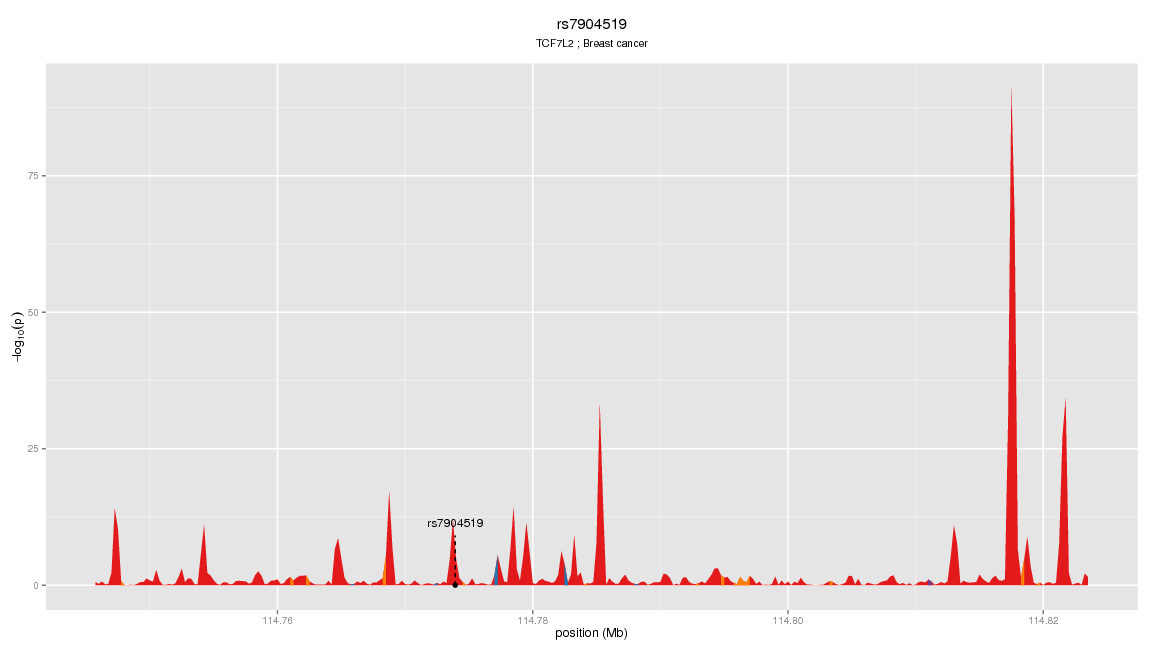 rs7904519
TCF7L2 ; Breast cancer
75
50
25
0
−log10(p)
rs7904519
114.76
114.78
114.80
114.82
position (Mb)